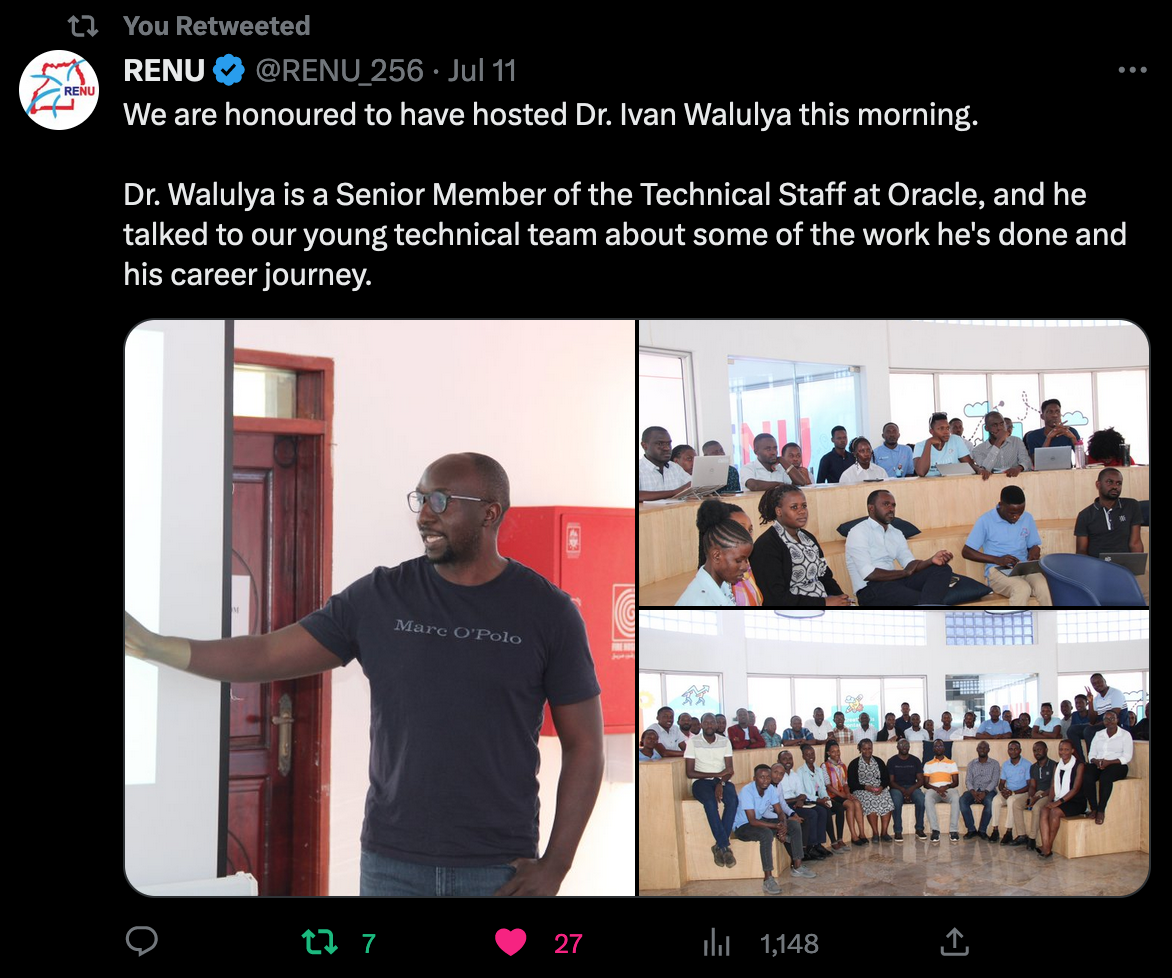 You Retweeted
RENU @RENU_256 · Jul 11
RENU
We are honoured to have hosted Dr. Ivan Walulya this morning.
Dr. Walulya is a Senior Member of the Technical Staff at Oracle, and he
talked to our young technical team about some of the work he's done and
his career journey.
Marc O'Polo
NU
7
27
1,148